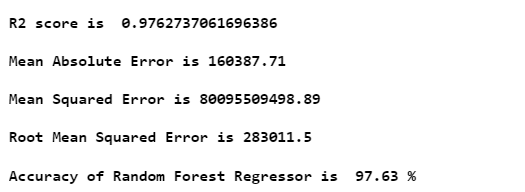 R2 score is  0.9762737061696386
Mean Absolute Error is 160387.71
Mean Squared Error is 80095509498.89
Root Mean Squared Error is 283011.5
Accuracy of Random Forest Regressor is  97.63 %